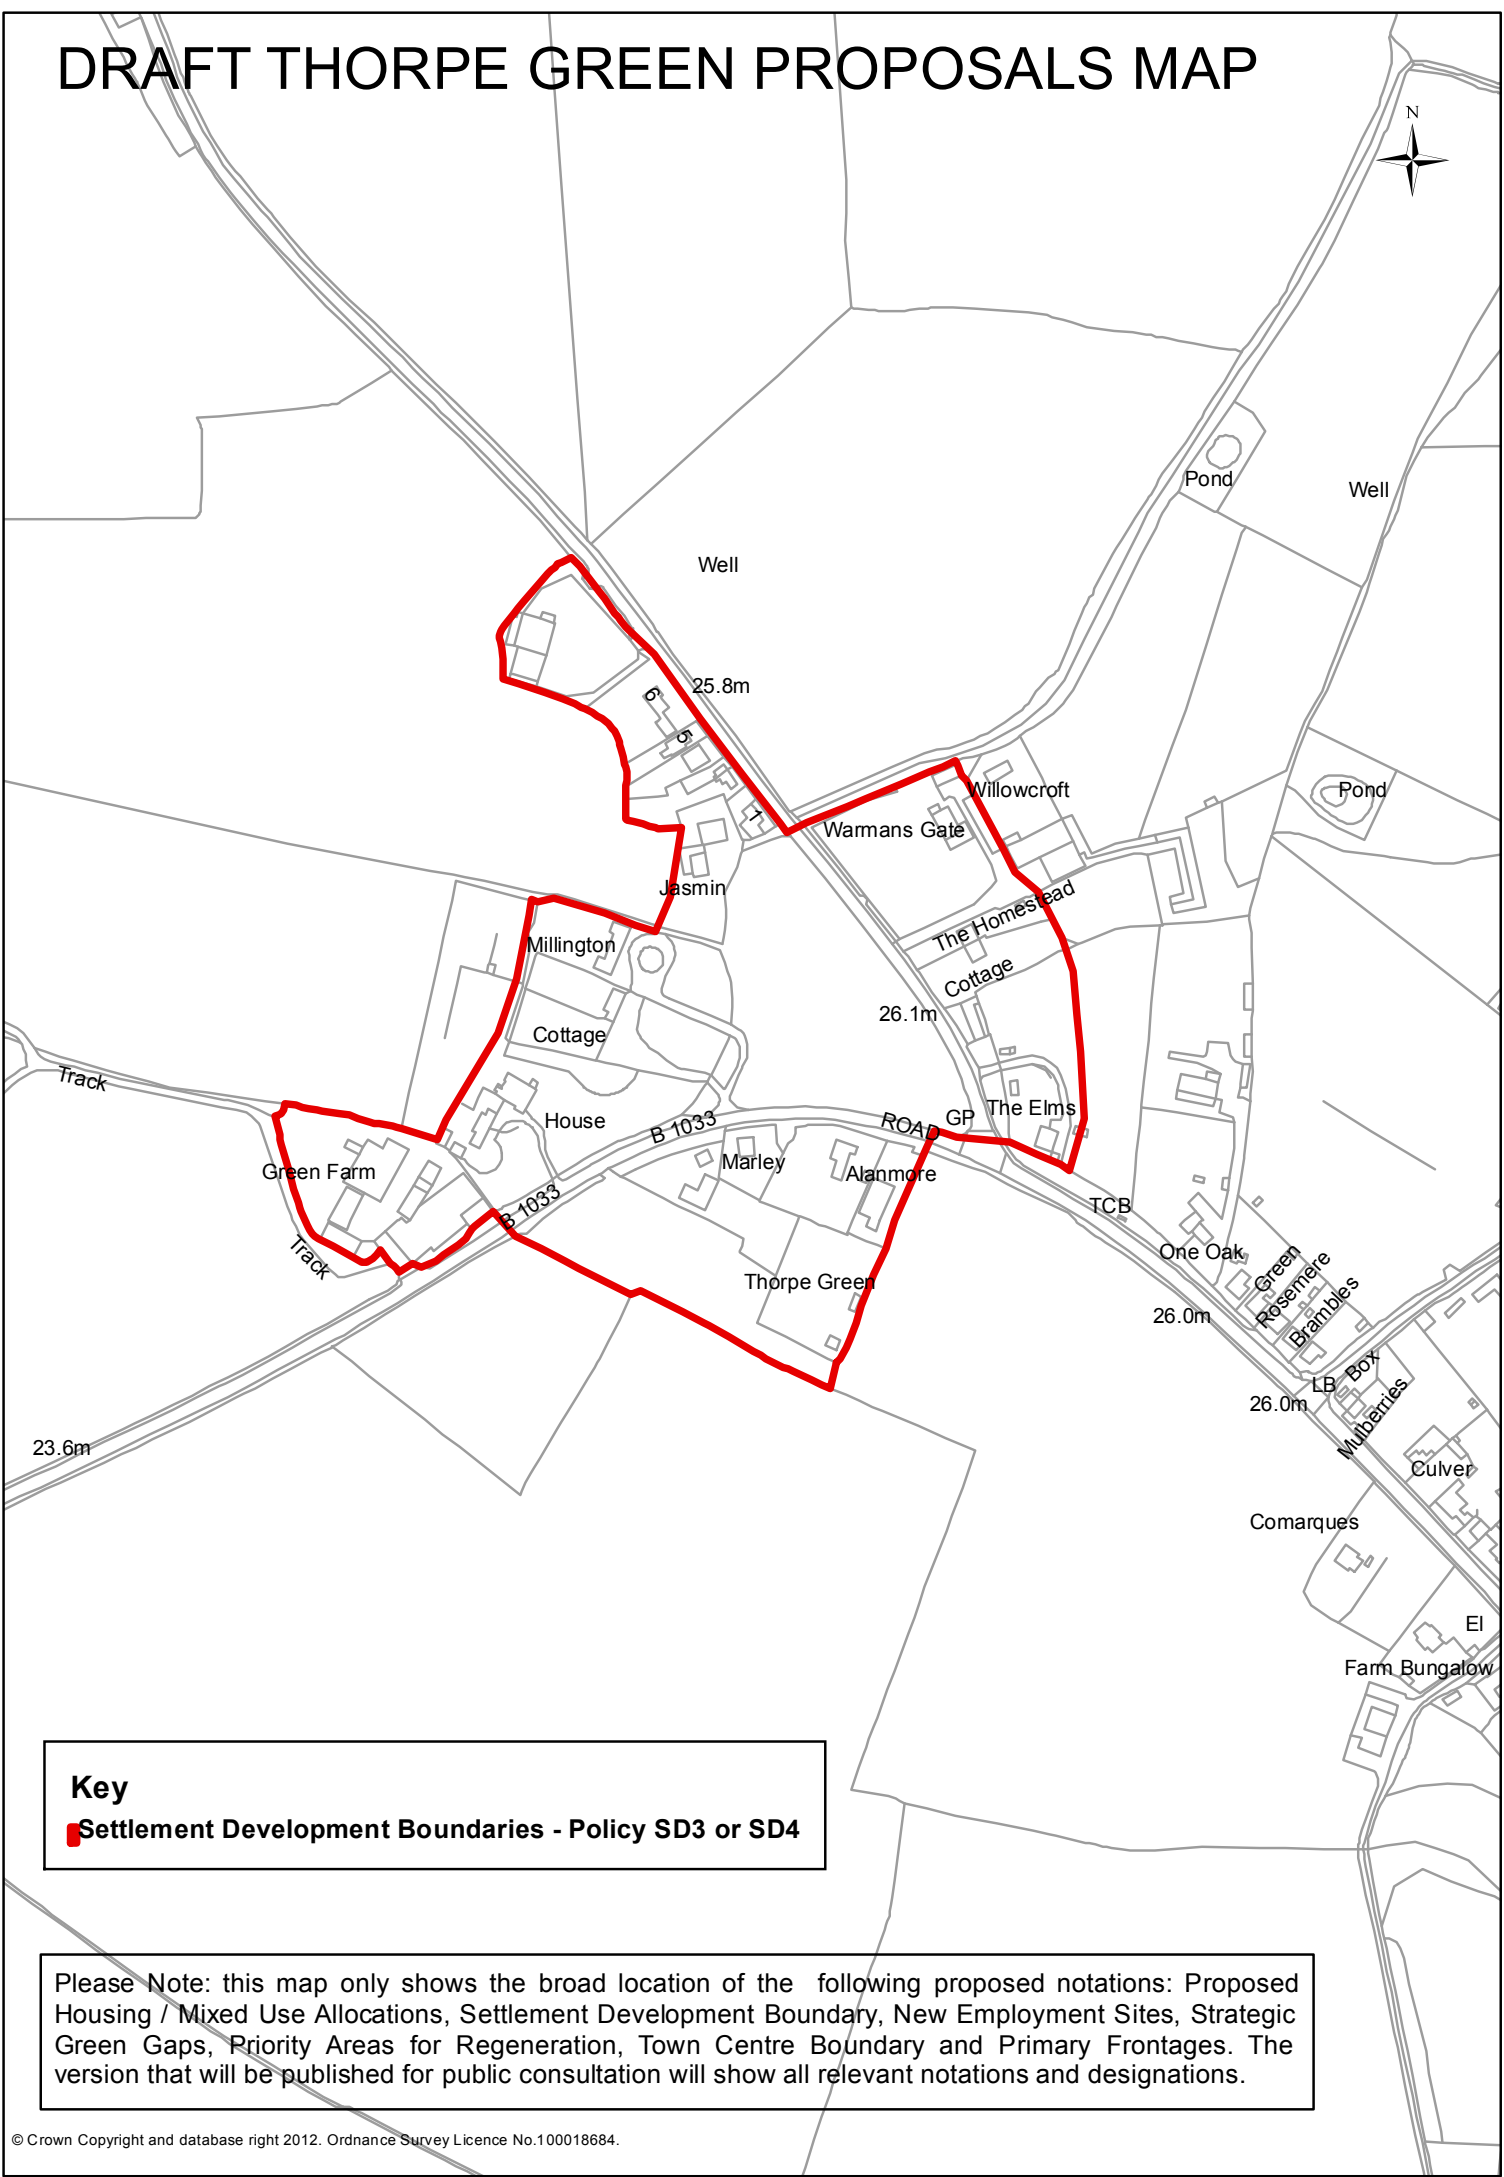 DRAFT THORPE GREEN PROPOSALS MAP
N
Pond
Well
Well
25.8m
6
5
1
Willowcroft
Pond
Warmans Gate
Jasmin
The Homestead
Millington
Cottage
26.1m
Cottage
Track
House
B 1033
ROAD
GP
The Elms
Green Farm
Marley
Alanmore
B 1033
TCB
Track
One Oak
Green
Rosemere
Brambles
Thorpe Green
26.0m
LB
Box
26.0m
Mulberries
23.6m
Culver
Comarques
El
Farm Bungalow
Key
Settlement Development Boundaries - Policy SD3 or SD4
Please Note: this map only shows the broad location of the following proposed notations: Proposed
Housing / Mixed Use Allocations, Settlement Development Boundary, New Employment Sites, Strategic
Green Gaps, Priority Areas for Regeneration, Town Centre Boundary and Primary Frontages. The
version that will be published for public consultation will show all relevant notations and designations.
© Crown Copyright and database right 2012. Ordnance Survey Licence No.100018684.